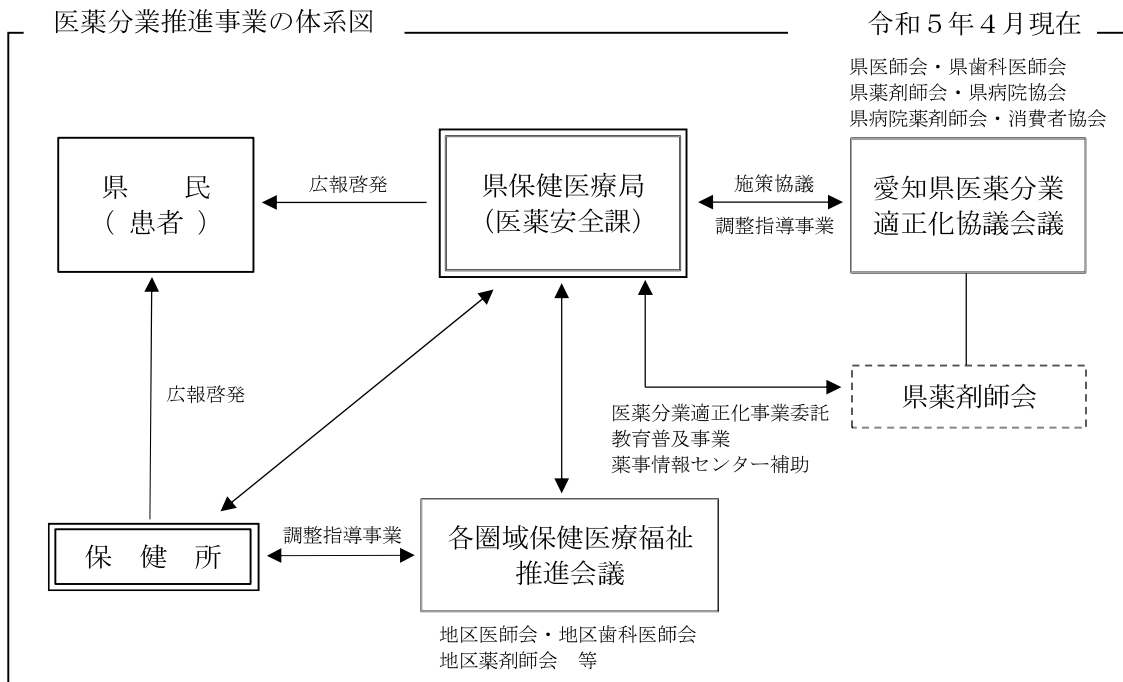 医薬分業推進事業の体系図
令和５年４月現在
県医師会・県歯科医師会
県薬剤師会・県病院協会
県病院薬剤師会・消費者協会
県　　民
（ 患者 ）
広報啓発
県保健医療局
（医薬安全課）
施策協議
調整指導事業
愛知県医薬分業
適正化協議会議
広報啓発
県薬剤師会
医薬分業適正化事業委託
教育普及事業
薬事情報センター補助
保　健　所
調整指導事業
各圏域保健医療福祉
推進会議
地区医師会・地区歯科医師会
地区薬剤師会　等